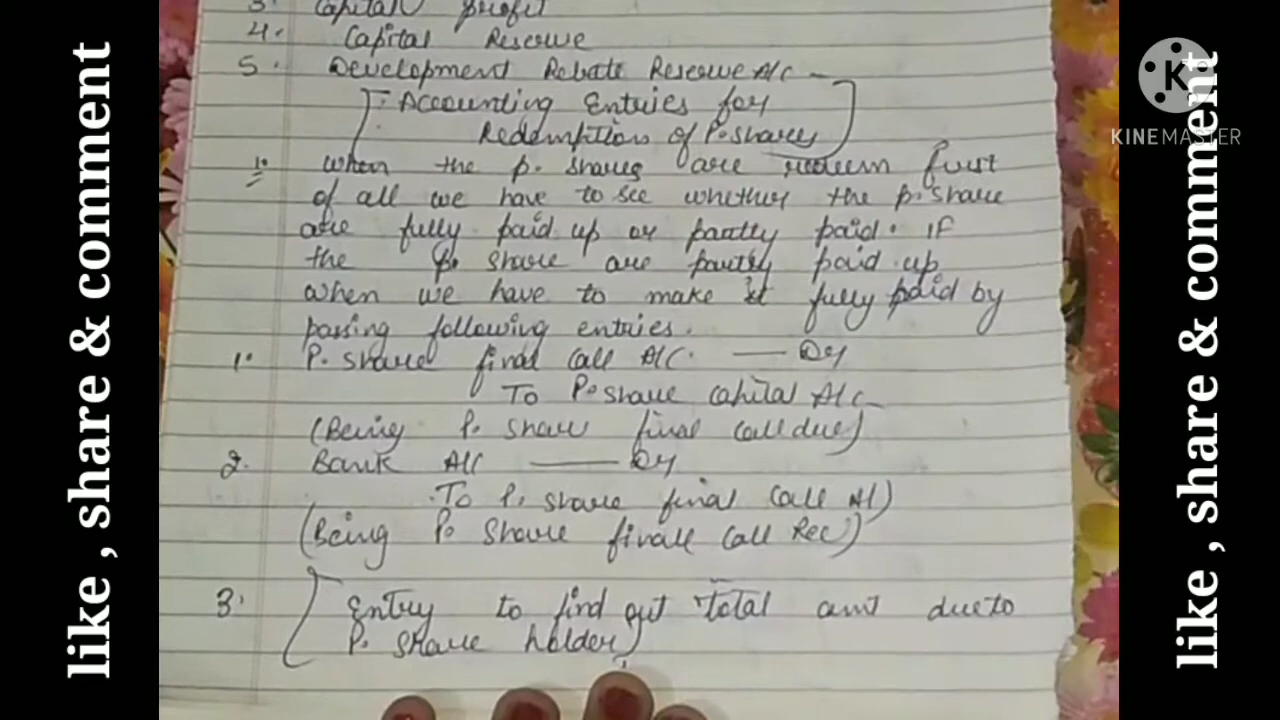 3. Capital profit
4. Capital Reserve
5. Development Rebate Reserve A/C
Accounting Entries for
Redemption of P. shares
1. when the p. shares are redeem first
of all we have to see whether the p. share
are fully paid up or partly paid. IF
the p. share are partly paid up
when we have to make it fully paid by
passing following entries.
1. P. share final call A/C. — Dr
To P. share capital A/C
(Being P. share final call due)
2. Bank A/C — Dr
To P. share final call A/C
(Being P. Share finall call Rec)
3. [Entry to find out total amt due to
P. share holder]
like , share & comment
like , share & comment
K
KINEMASTER